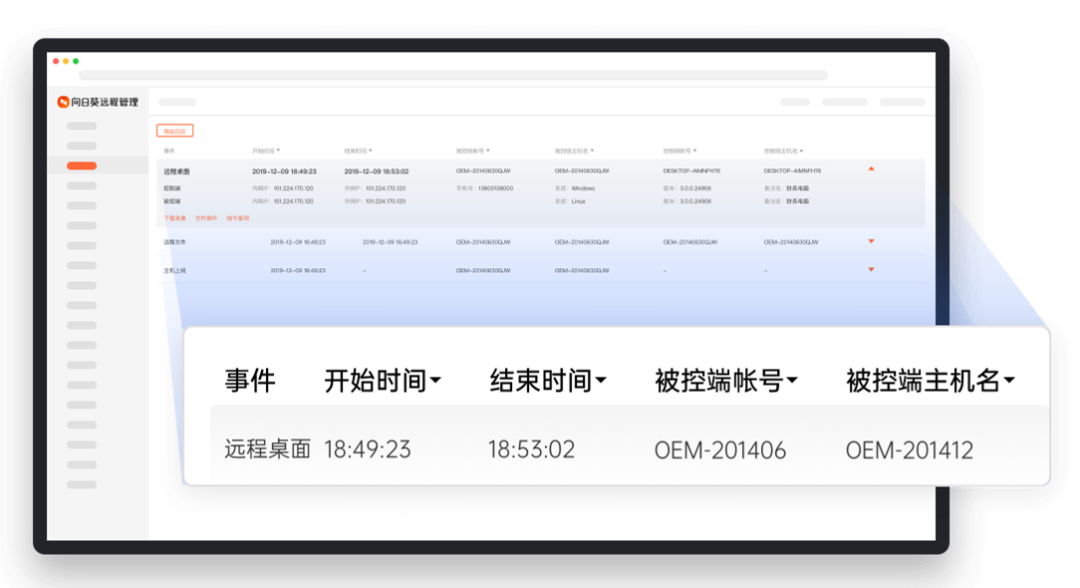 向日葵远程管理
导出日志
事件 开始时间 结束时间 被控端帐号 被控端主机名 控制端帐号 控制端主机名
远程桌面 2019-12-09 18:49:23 2019-12-09 18:53:02 OEM-20140630QJW OEM-20140630QJW DESKTOP-AIMNFH76 DESKTOP-AIMNFH76
控制端 内网IP: 101.224.170.120 外网IP: 101.224.170.120 手机号: 13800138000 系统: Windows 版本: 3.0.0.24908 备注名: 财务电脑
被控端 内网IP: 101.224.170.120 外网IP: 101.224.170.120 系统: Linux 版本: 3.0.0.24908 备注名: 财务电脑
下载录像 文件事件 指令查询
远程文件 2019-12-09 18:49:23 2019-12-09 18:49:23 OEM-20140630QJW OEM-20140630QJW OEM-20140630QJW OEM-20140630QJW
主机上线 2019-12-09 18:49:23 - OEM-20140630QJW OEM-20140630QJW - -
事件 开始时间 结束时间 被控端帐号 被控端主机名
远程桌面 18:49:23 18:53:02 OEM-201406 OEM-201412